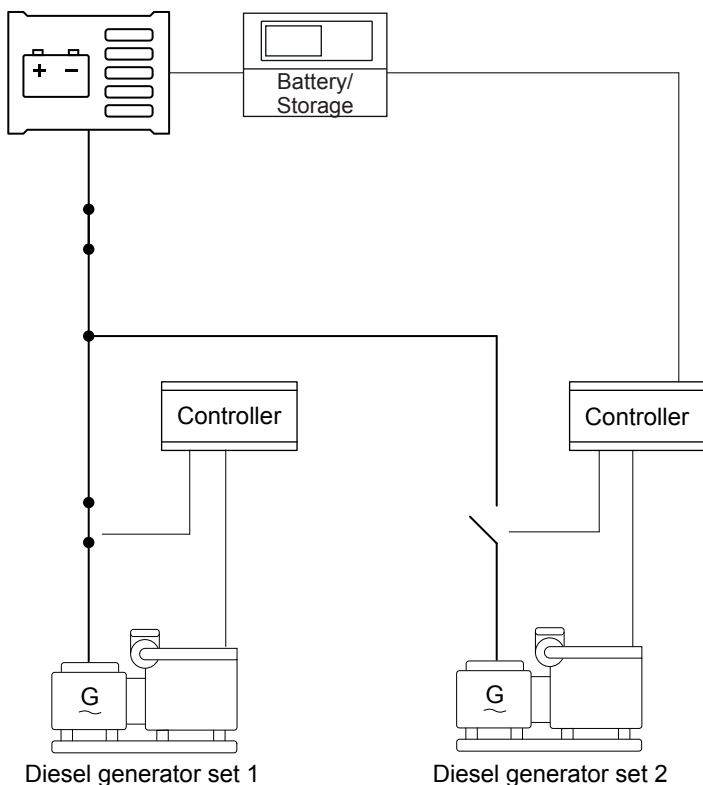 + −
Battery/
Storage
Controller
Controller
G
G
Diesel generator set 1
Diesel generator set 2